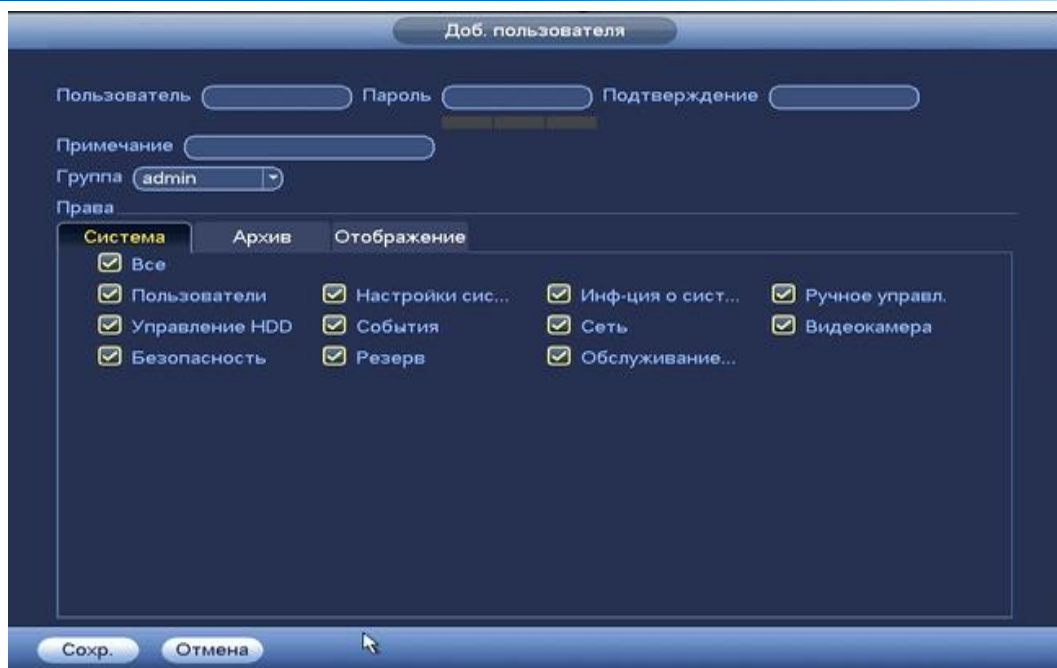 Доб. пользователя
Пользователь Пароль Подтверждение
Примечание
Группа admin
Права
Система Архив Отображение
Все
Пользователи Настройки сис... Инф-ция о сист... Ручное управл.
Управление HDD События Сеть Видеокамера
Безопасность Резерв Обслуживание...
Сохр. Отмена